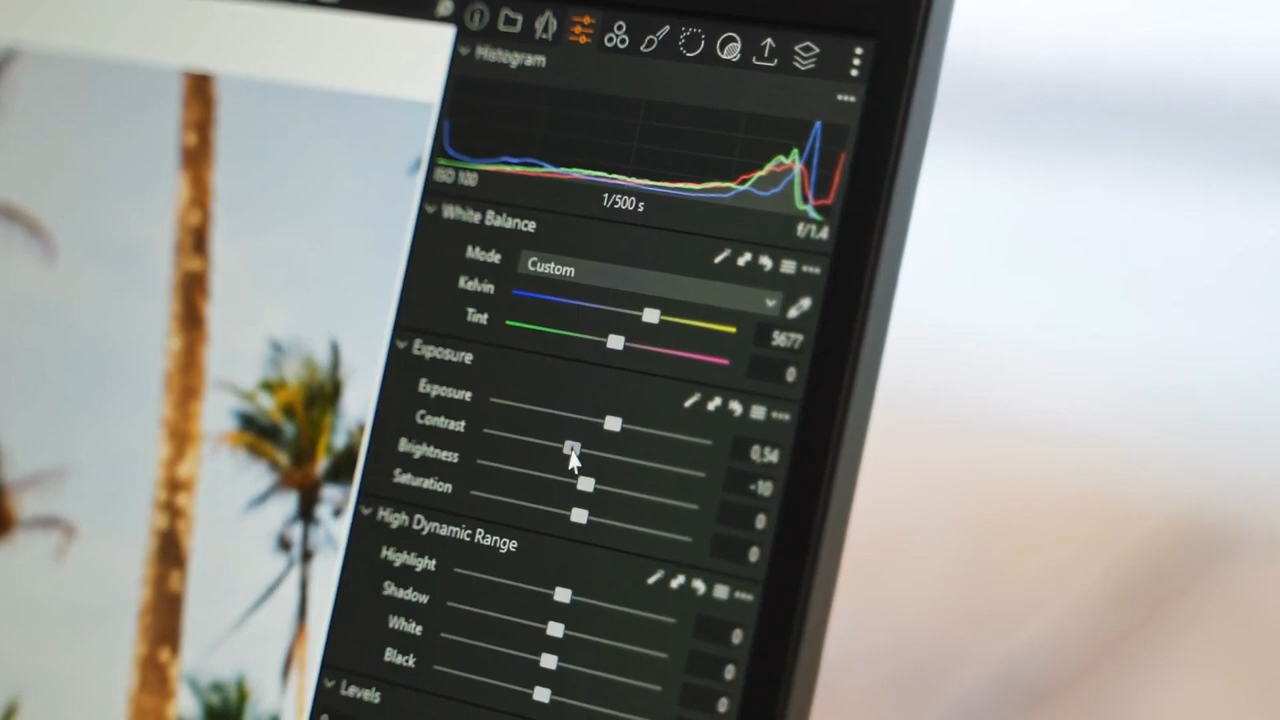 Histogram
ISO 100
1/500 s
f/1.4
White Balance
Mode Custom
Kelvin 5677
Tint 0
Exposure
Exposure 0,54
Contrast -10
Brightness 0
Saturation 0
High Dynamic Range
Highlight 0
Shadow 0
White 0
Black
Levels